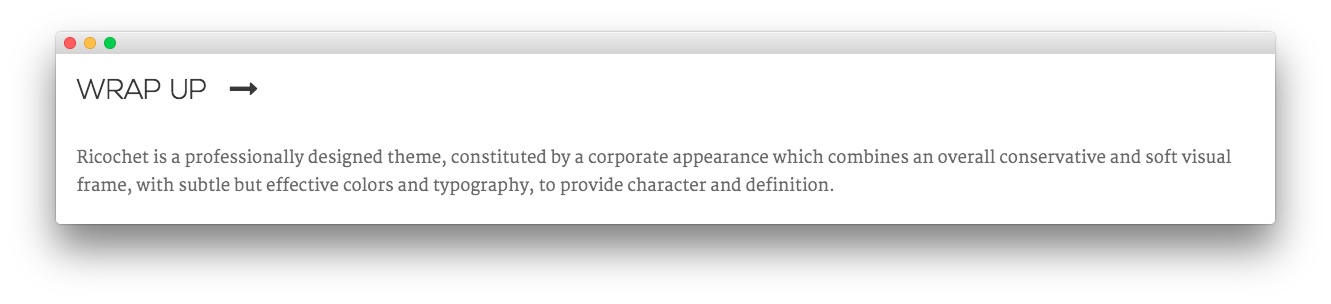 WRAP UP
Ricochet is a professionally designed theme, constituted by a corporate appearance which combines an overall conservative and soft visual
frame, with subtle but effective colors and typography, to provide character and definition.